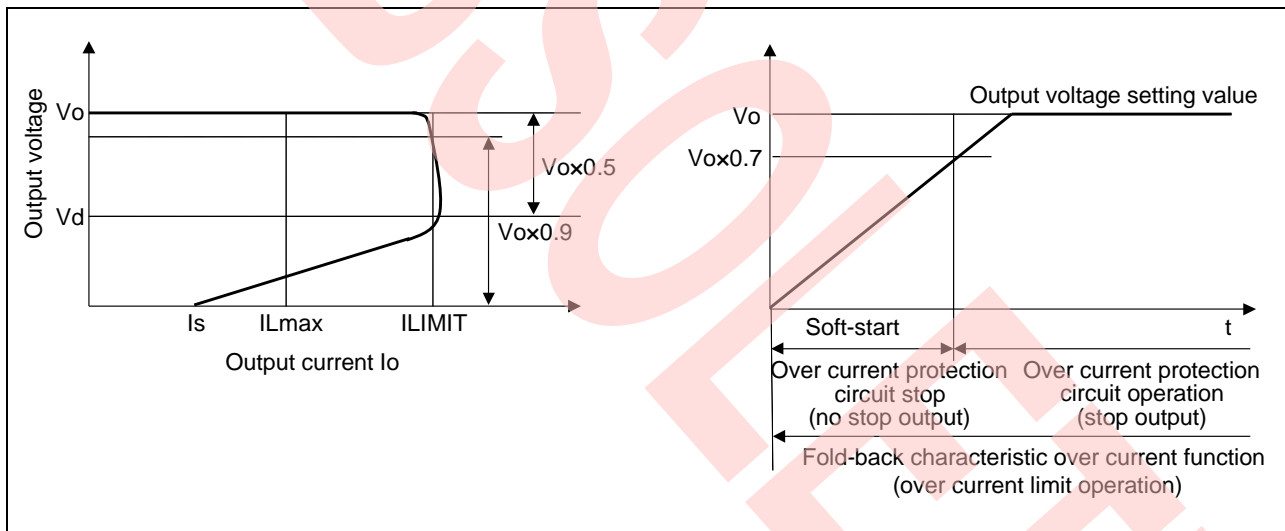 Output voltage
Vo
Vd
Vo×0.5
Vo×0.9
Is
ILmax
ILIMIT
Output current Io
Output voltage setting value
Vo
Vo×0.7
Soft-start
t
Over current protection
circuit stop
(no stop output)
Over current protection
circuit operation
(stop output)
Fold-back characteristic over current function
(over current limit operation)